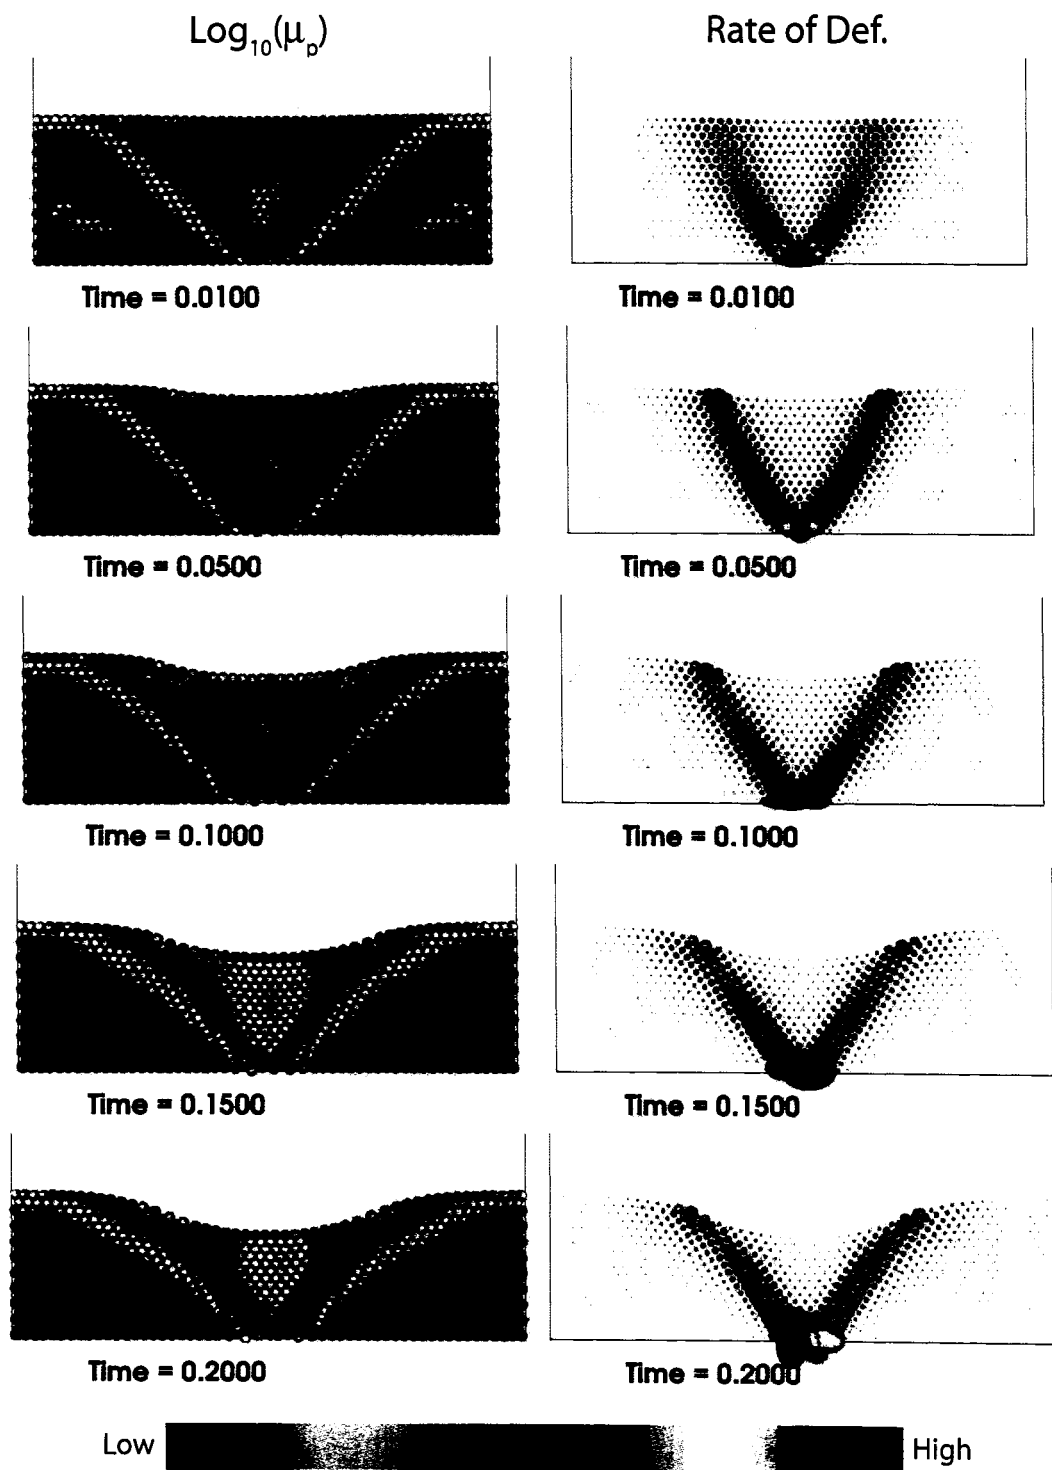 Log₁₀(μₚ) Rate of Def.
Time = 0.0100 Time = 0.0100
Time = 0.0500 Time = 0.0500
Time = 0.1000 Time = 0.1000
Time = 0.1500 Time = 0.1500
Time = 0.2000 Time = 0.2000
Low High